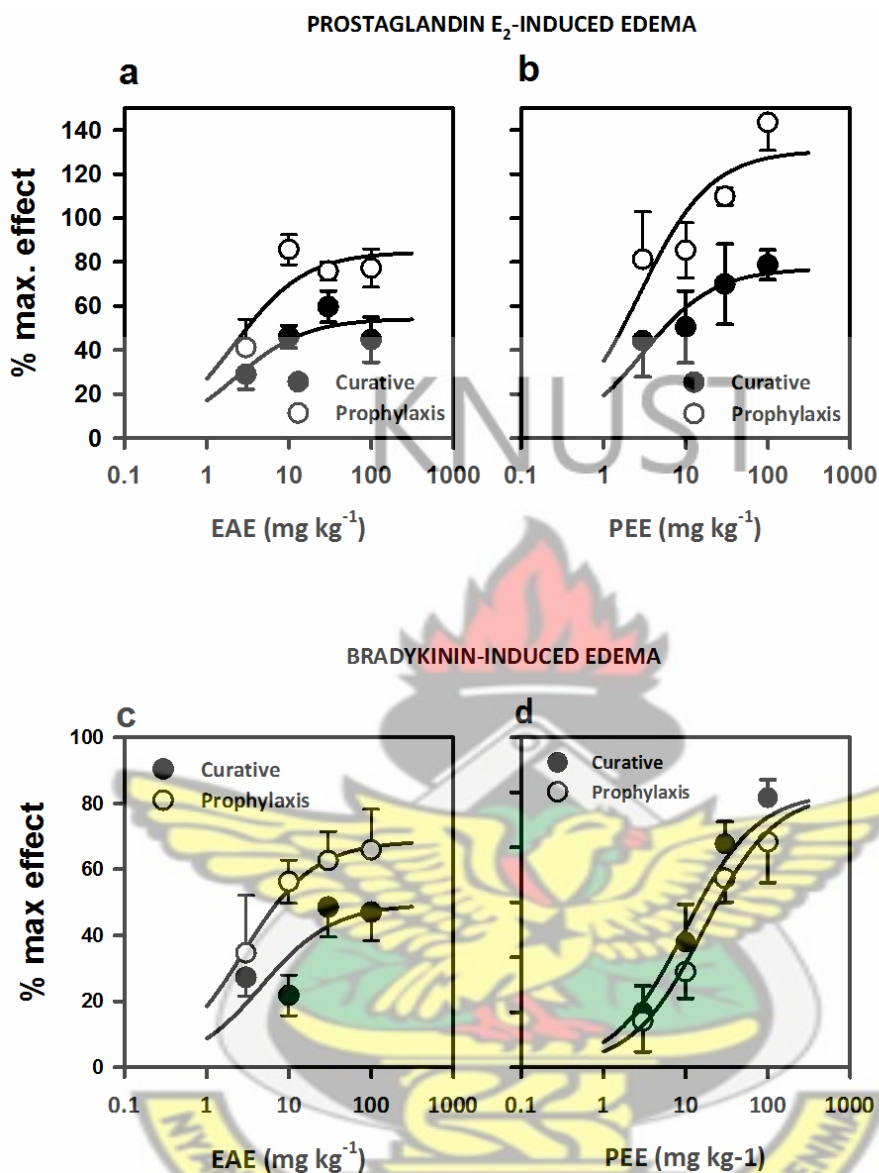 PROSTAGLANDIN E₂-INDUCED EDEMA
a
b
% max. effect
140
120
100
80
60
40
20
0
Curative
Prophylaxis
Curative
Prophylaxis
KNUST
0.1 1 10 100 1000
0.1 1 10 100 1000
EAE (mg kg⁻¹)
PEE (mg kg⁻¹)
BRADYKININ-INDUCED EDEMA
c
d
% max effect
100
80
60
40
20
0
Curative
Prophylaxis
Curative
Prophylaxis
0.1 1 10 100 1000
0.1 1 10 100 1000
EAE (mg kg⁻¹)
PEE (mg kg-1)